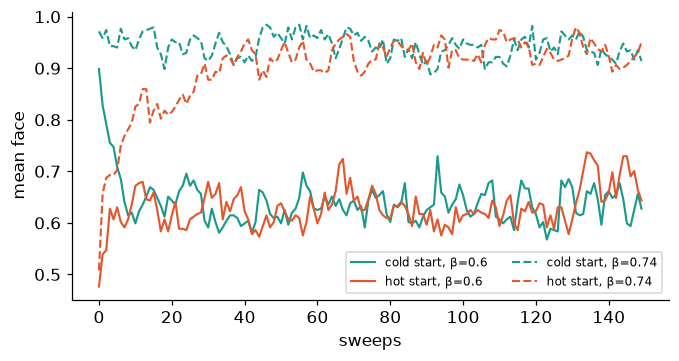 1.0
0.9
0.8
0.7
0.6
0.5
mean face
0 20 40 60 80 100 120 140
sweeps
cold start, β=0.6
hot start, β=0.6
cold start, β=0.74
hot start, β=0.74